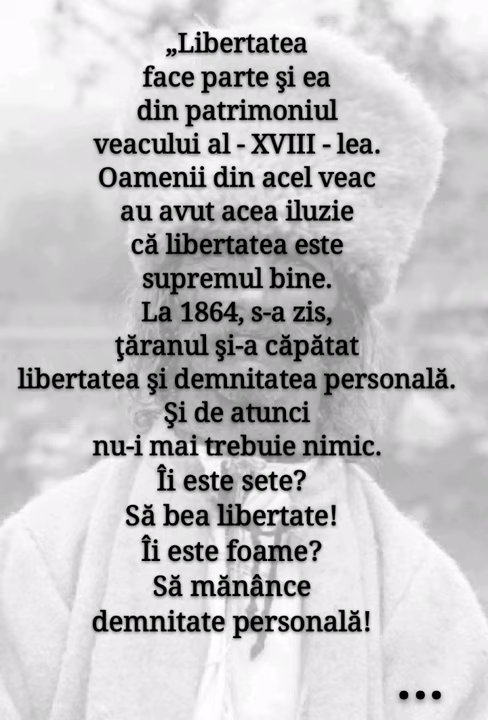 „Libertatea
face parte şi ea
din patrimoniul
veacului al - XVIII - lea.
Oamenii din acel veac
au avut acea iluzie
că libertatea este
supremul bine.
La 1864, s-a zis,
ţăranul şi-a căpătat
libertatea şi demnitatea personală.
Şi de atunci
nu-i mai trebuie nimic.
Îi este sete?
Să bea libertate!
Îi este foame?
Să mănânce
demnitate personală!
...